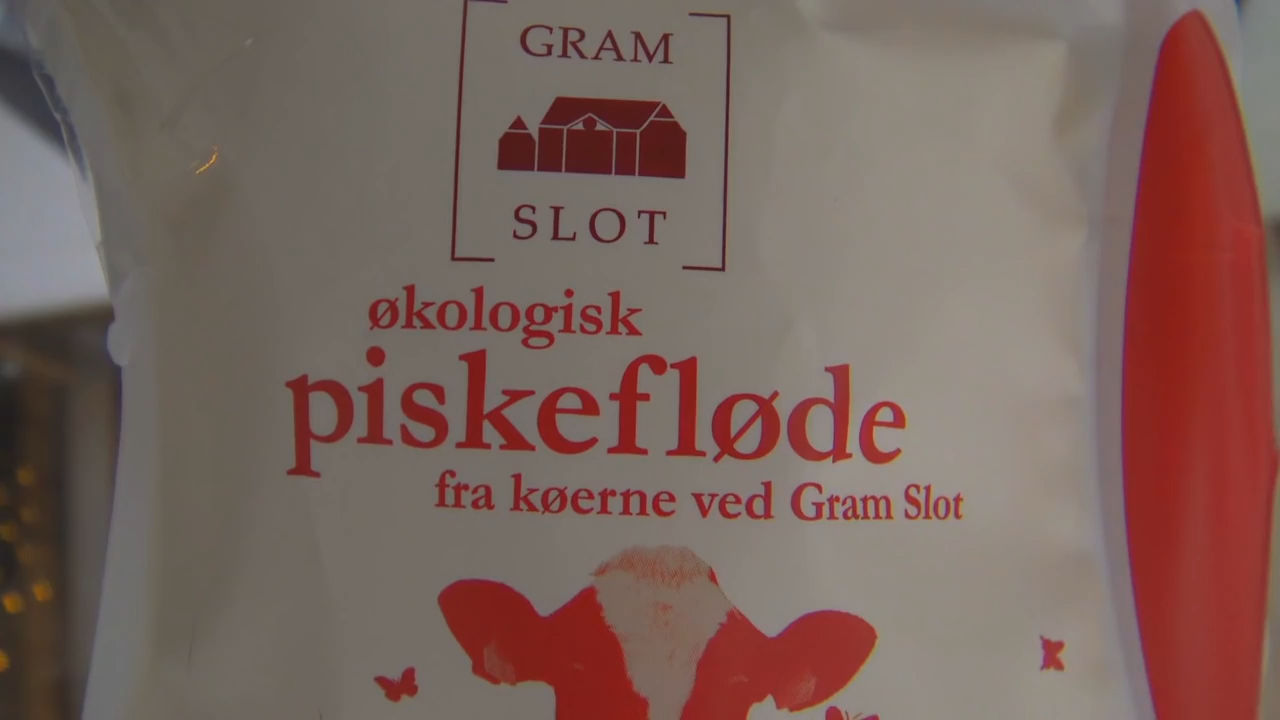 GRAM
SLOT
økologisk
piskefløde
fra køerne ved Gram Slot